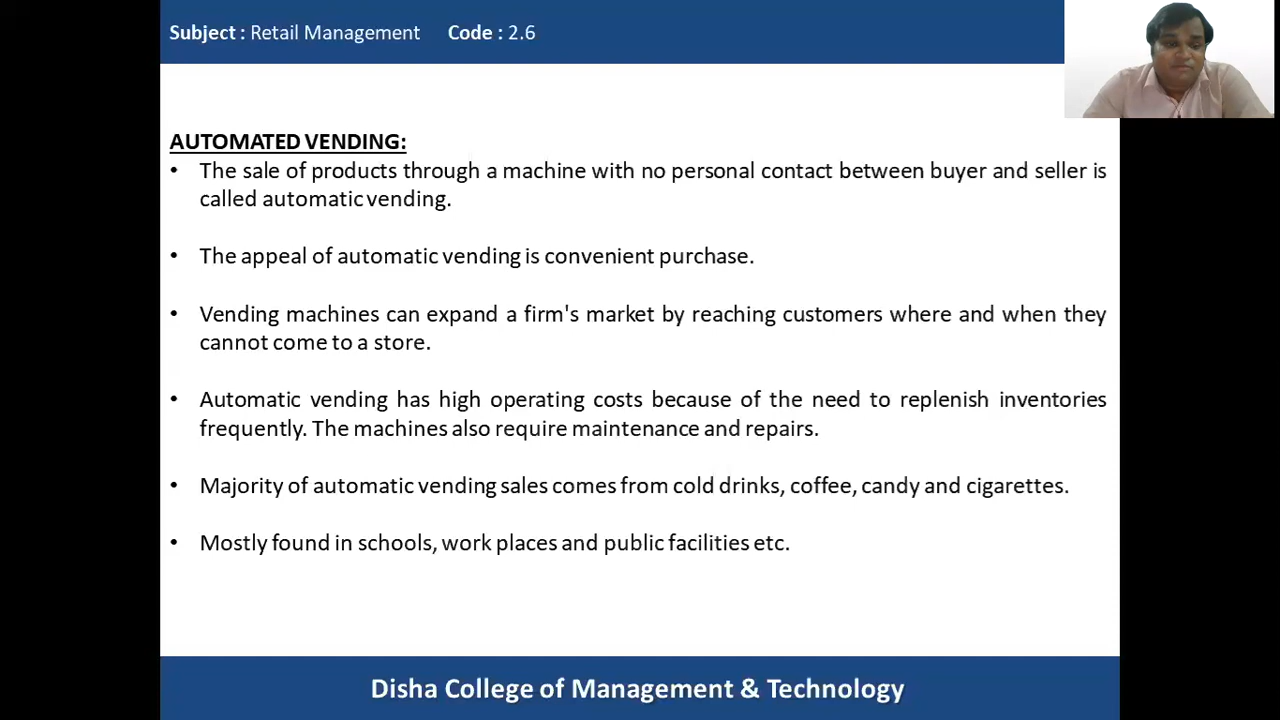 Subject : Retail Management Code : 2.6
AUTOMATED VENDING:
• The sale of products through a machine with no personal contact between buyer and seller is
called automatic vending.
• The appeal of automatic vending is convenient purchase.
• Vending machines can expand a firm's market by reaching customers where and when they
cannot come to a store.
• Automatic vending has high operating costs because of the need to replenish inventories
frequently. The machines also require maintenance and repairs.
• Majority of automatic vending sales comes from cold drinks, coffee, candy and cigarettes.
• Mostly found in schools, work places and public facilities etc.
Disha College of Management & Technology